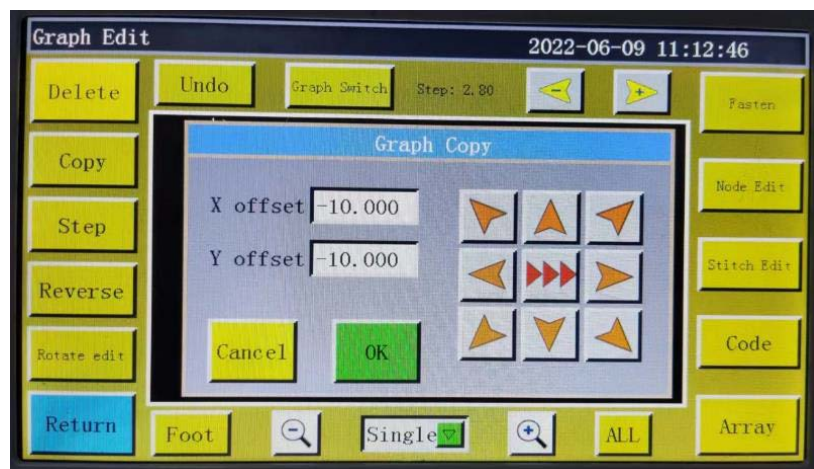 Graph Edit
2022-06-09 11:12:46
Delete
Undo
Graph Switch
Step: 2.80
Fasten
Graph Copy
Copy
Node Edit
X offset -10.000
Step
Y offset -10.000
Stitch Edit
Reverse
Rotate edit
Cancel
OK
Code
Return
Foot
Single
ALL
Array